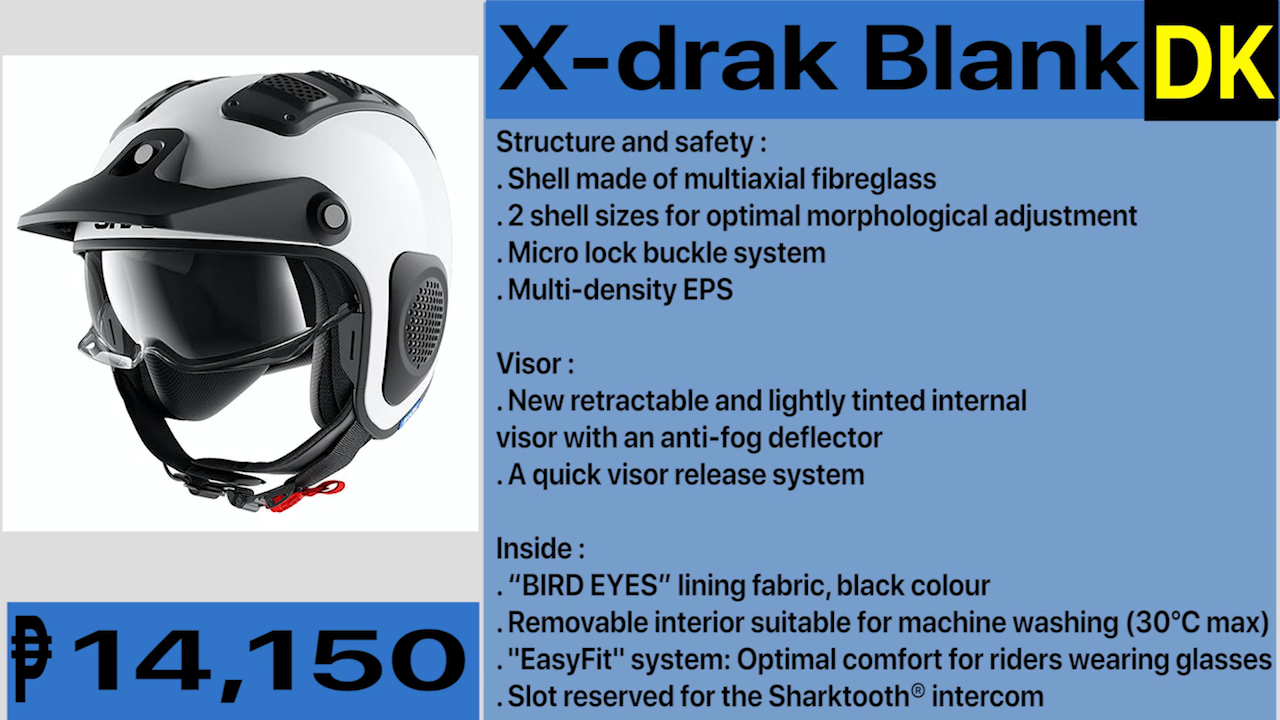 X-drak Blank DK
Structure and safety :
. Shell made of multiaxial fibreglass
. 2 shell sizes for optimal morphological adjustment
. Micro lock buckle system
. Multi-density EPS
Visor :
. New retractable and lightly tinted internal
visor with an anti-fog deflector
. A quick visor release system
Inside :
. “BIRD EYES” lining fabric, black colour
. Removable interior suitable for machine washing (30°C max)
. "EasyFit" system: Optimal comfort for riders wearing glasses
. Slot reserved for the Sharktooth® intercom
₱ 14,150